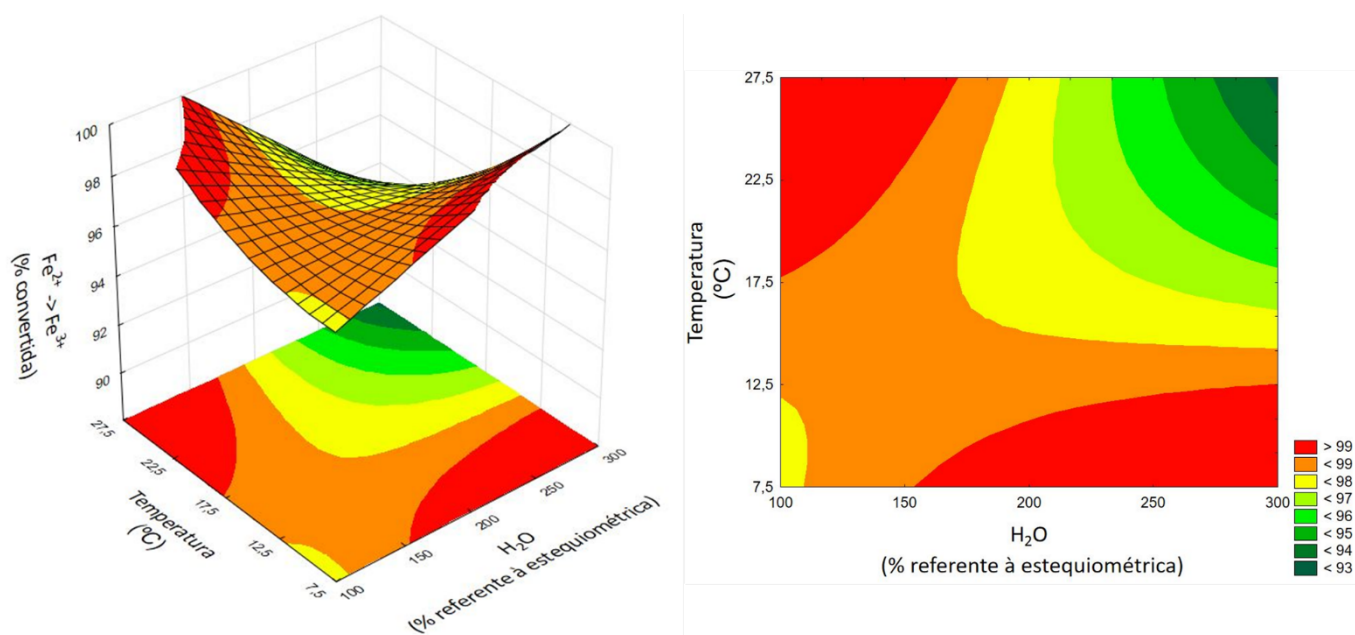 100
98
96
94
92
90
Fe²⁺ -> Fe³⁺
(% convertida)
27,5
22,5
17,5
12,5
7,5
Temperatura
(ºC)
100
150
200
250
300
H₂O
(% referente à estequiométrica)
27,5
22,5
17,5
12,5
7,5
Temperatura
(ºC)
100 150 200 250 300
H₂O
(% referente à estequiométrica)
> 99
< 99
< 98
< 97
< 96
< 95
< 94
< 93